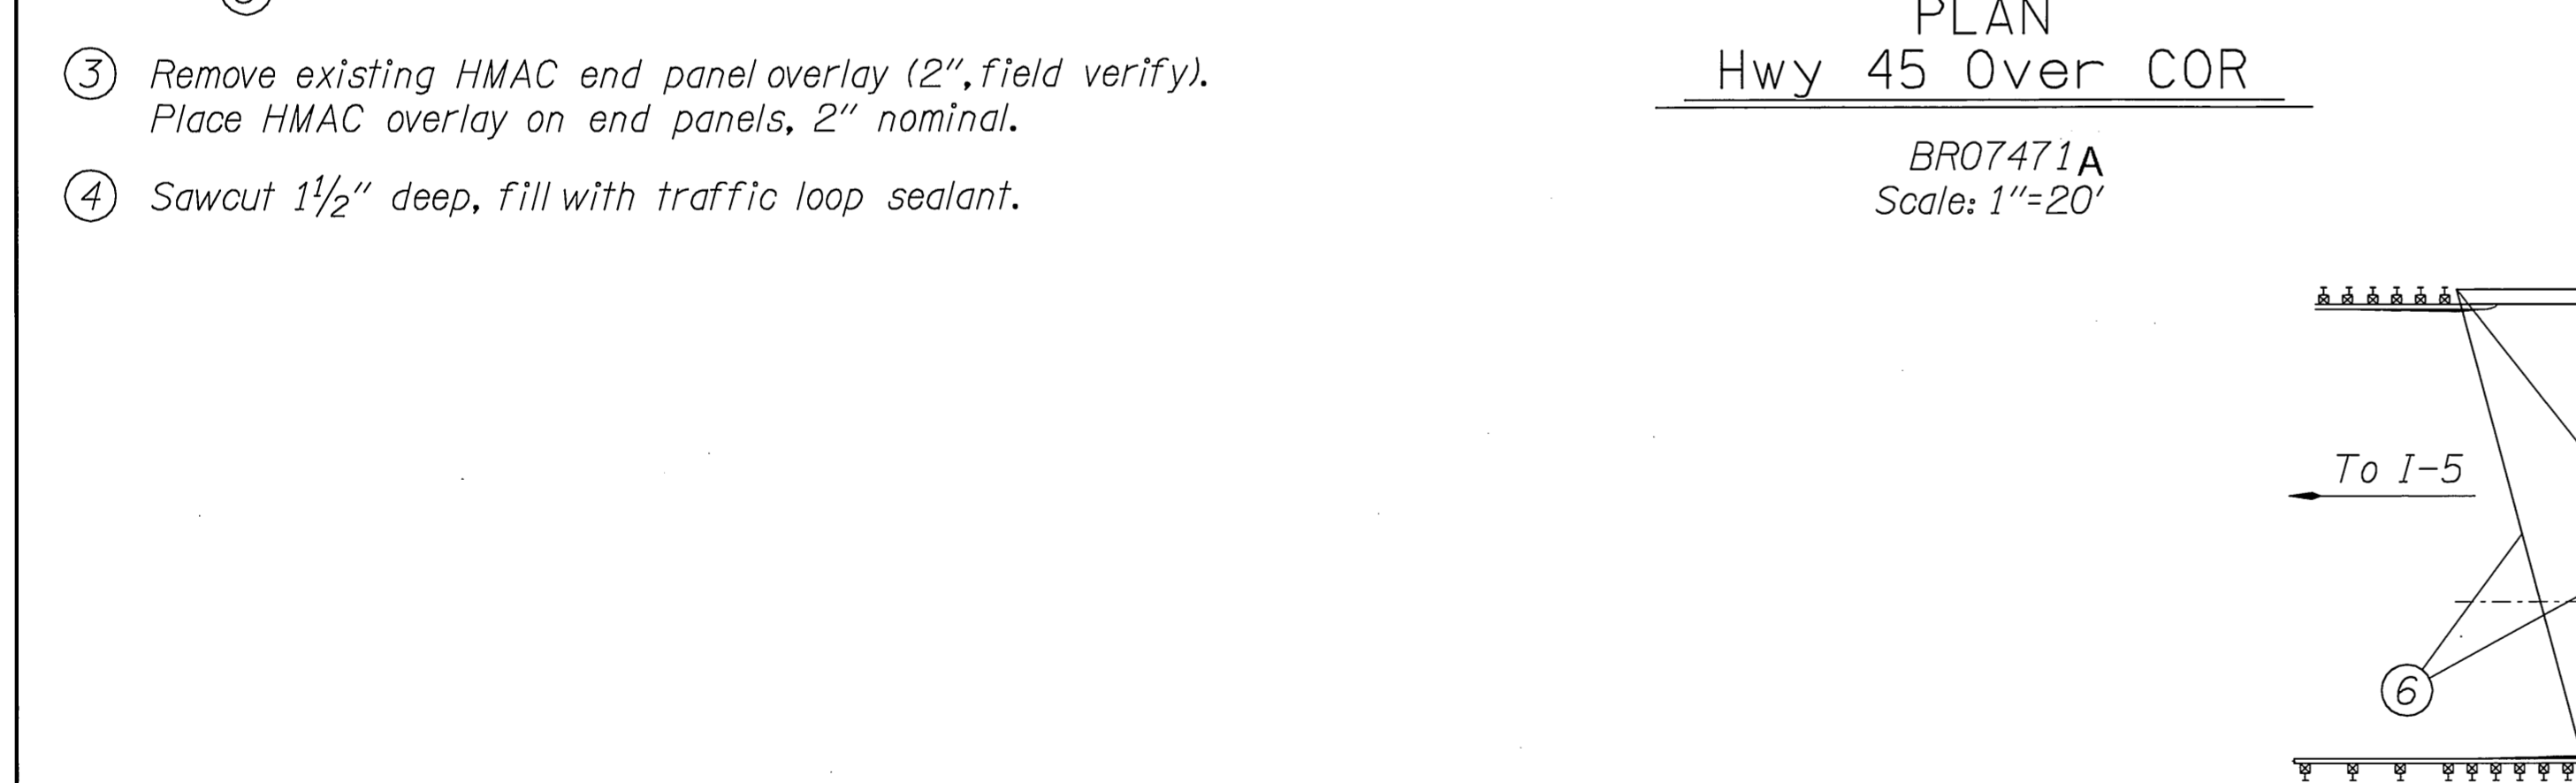 ③ Remove existing HMAC end panel overlay (2", field verify).
Place HMAC overlay on end panels, 2" nominal.
④ Sawcut 1½" deep, fill with traffic loop sealant.
PLAN
Hwy 45 Over COR
BR07471A
Scale: 1"=20'
To I-5
⑥